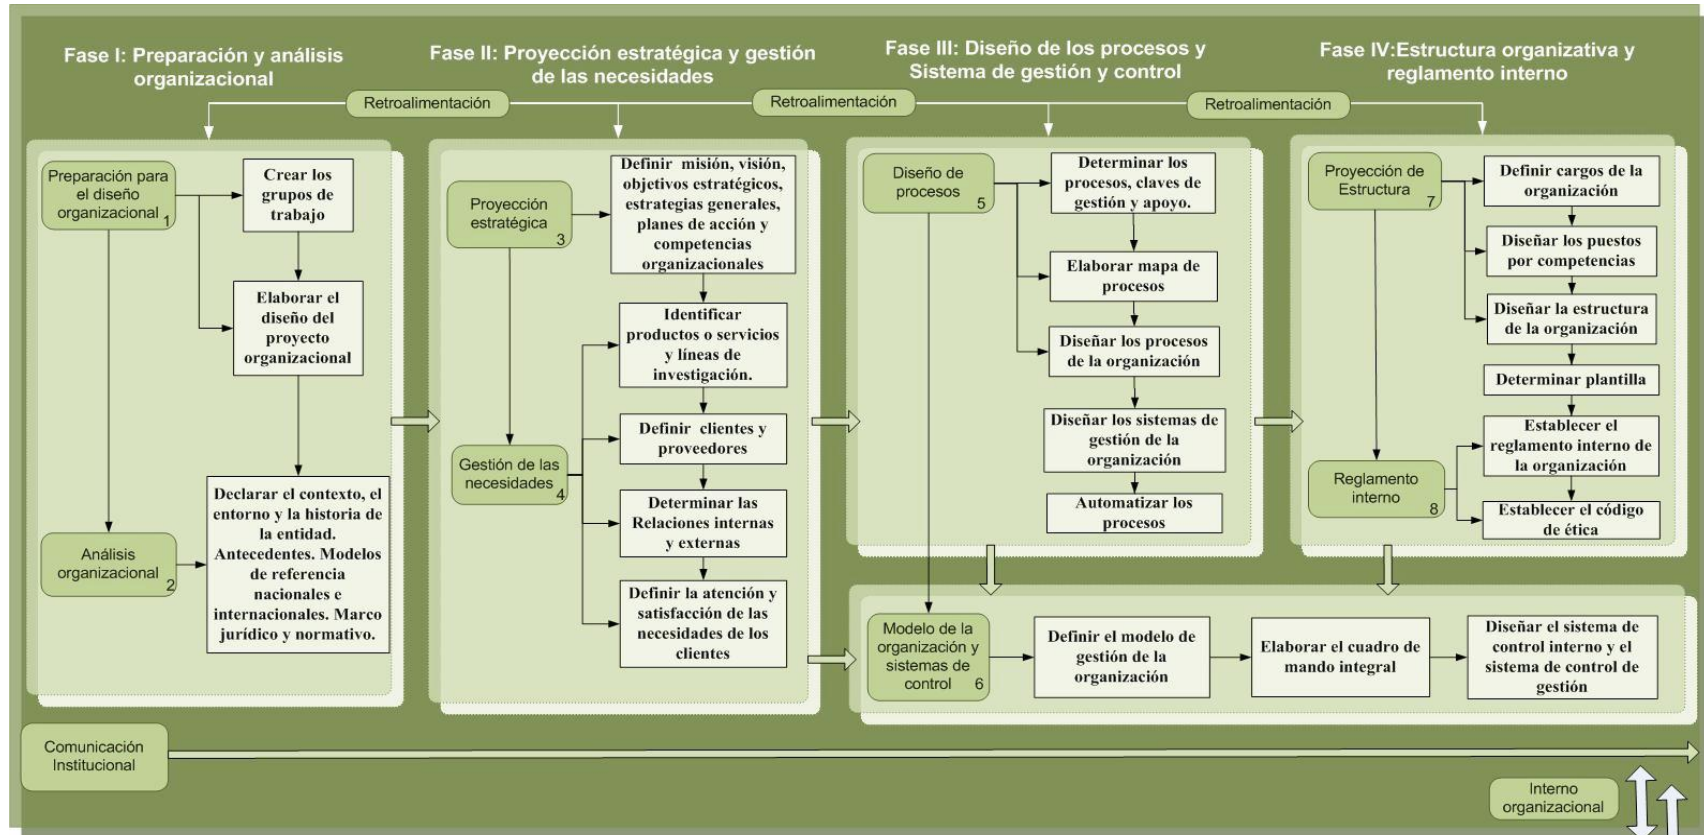 Fase I: Preparación y análisis
organizacional
Fase II: Proyección estratégica y gestión
de las necesidades
Fase III: Diseño de los procesos y
Sistema de gestión y control
Fase IV:Estructura organizativa y
reglamento interno
Retroalimentación
Retroalimentación
Retroalimentación
Preparación para
el diseño
organizacional
1
Crear los
grupos de
trabajo
Elaborar el
diseño del
proyecto
organizacional
Análisis
organizacional
2
Declarar el contexto, el
entorno y la historia de
la entidad.
Antecedentes. Modelos
de referencia
nacionales e
internacionales. Marco
jurídico y normativo.
Proyección
estratégica
3
Definir misión, visión,
objetivos estratégicos,
estrategias generales,
planes de acción y
competencias
organizacionales
Identificar
productos o servicios
y líneas de
investigación.
Definir clientes y
proveedores
Gestión de las
necesidades
4
Determinar las
Relaciones internas
y externas
Definir la atención y
satisfacción de las
necesidades de los
clientes
Diseño de
procesos
5
Determinar los
procesos, claves de
gestión y apoyo.
Elaborar mapa de
procesos
Diseñar los procesos
de la organización
Diseñar los sistemas de
gestión de la
organización
Automatizar los
procesos
Proyección de
Estructura
7
Definir cargos de la
organización
Diseñar los puestos
por competencias
Diseñar la estructura
de la organización
Determinar plantilla
Establecer el
reglamento interno de
la organización
Reglamento
interno
8
Establecer el código
de ética
Modelo de la
organización y
sistemas de
control
6
Definir el modelo de
gestión de la
organización
Elaborar el cuadro de
mando integral
Diseñar el sistema de
control interno y el
sistema de control de
gestión
Comunicación
Institucional
Interno
organizacional